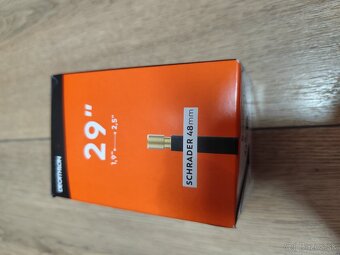 DECATHLON
29"
1,9" ↔ 2,5"
SCHRADER 48mm